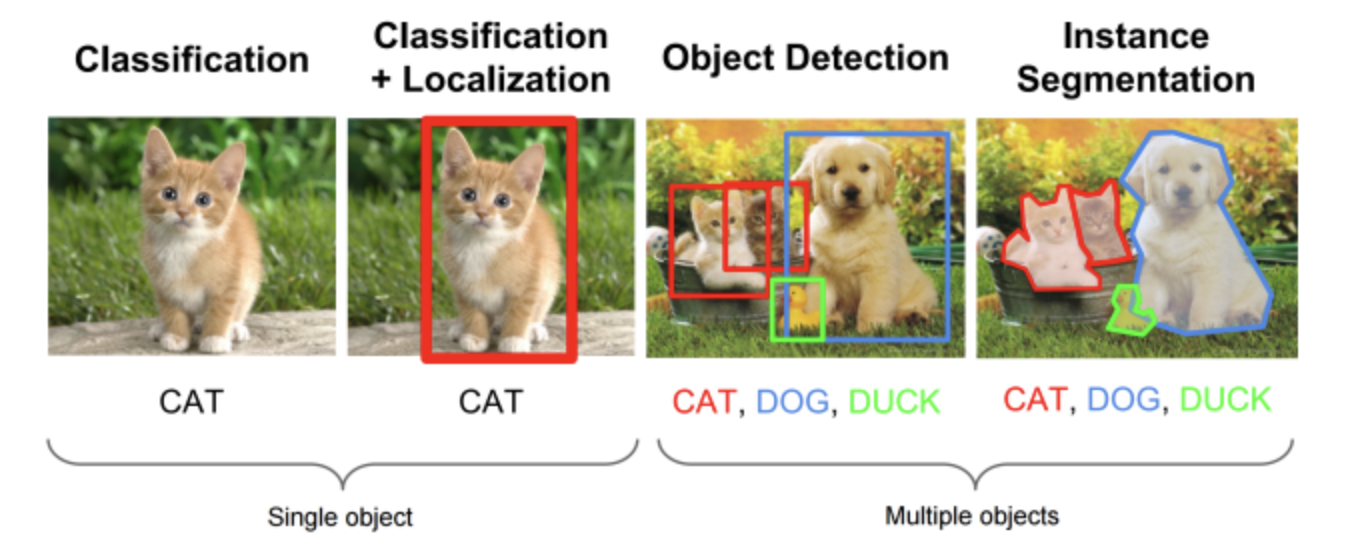 Classification
Classification
+ Localization
Object Detection
Instance
Segmentation
CAT
CAT
CAT, DOG, DUCK
CAT, DOG, DUCK
Single object
Multiple objects